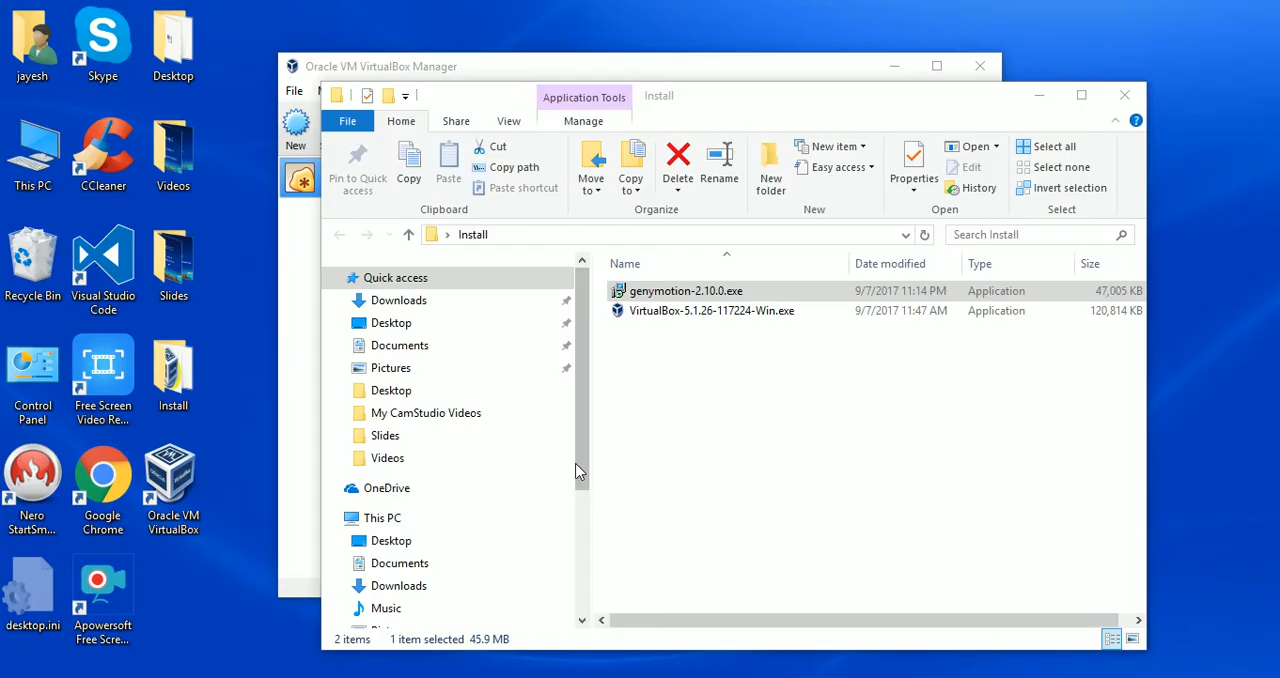 jayesh
Skype
Desktop
This PC
CCleaner
Videos
Recycle Bin
Visual Studio
Code
Slides
Control
Panel
Free Screen
Video Re...
Install
Nero
StartSm...
Google
Chrome
Oracle VM
VirtualBox
desktop.ini
Apowersoft
Free Scre...
Oracle VM VirtualBox Manager
File
New
Application Tools
Install
File
Home
Share
View
Manage
Pin to Quick
access
Copy
Paste
Cut
Copy path
Paste shortcut
Clipboard
Move
to
Copy
to
Delete
Rename
Organize
New
folder
New item
Easy access
New
Properties
Open
Edit
History
Open
Select all
Select none
Invert selection
Select
Install
Search Install
Quick access
Downloads
Desktop
Documents
Pictures
Desktop
My CamStudio Videos
Slides
Videos
OneDrive
This PC
Desktop
Documents
Downloads
Music
Name Date modified Type Size
genymotion-2.10.0.exe 9/7/2017 11:14 PM Application 47,005 KB
VirtualBox-5.1.26-117224-Win.exe 9/7/2017 11:47 AM Application 120,814 KB
2 items 1 item selected 45.9 MB